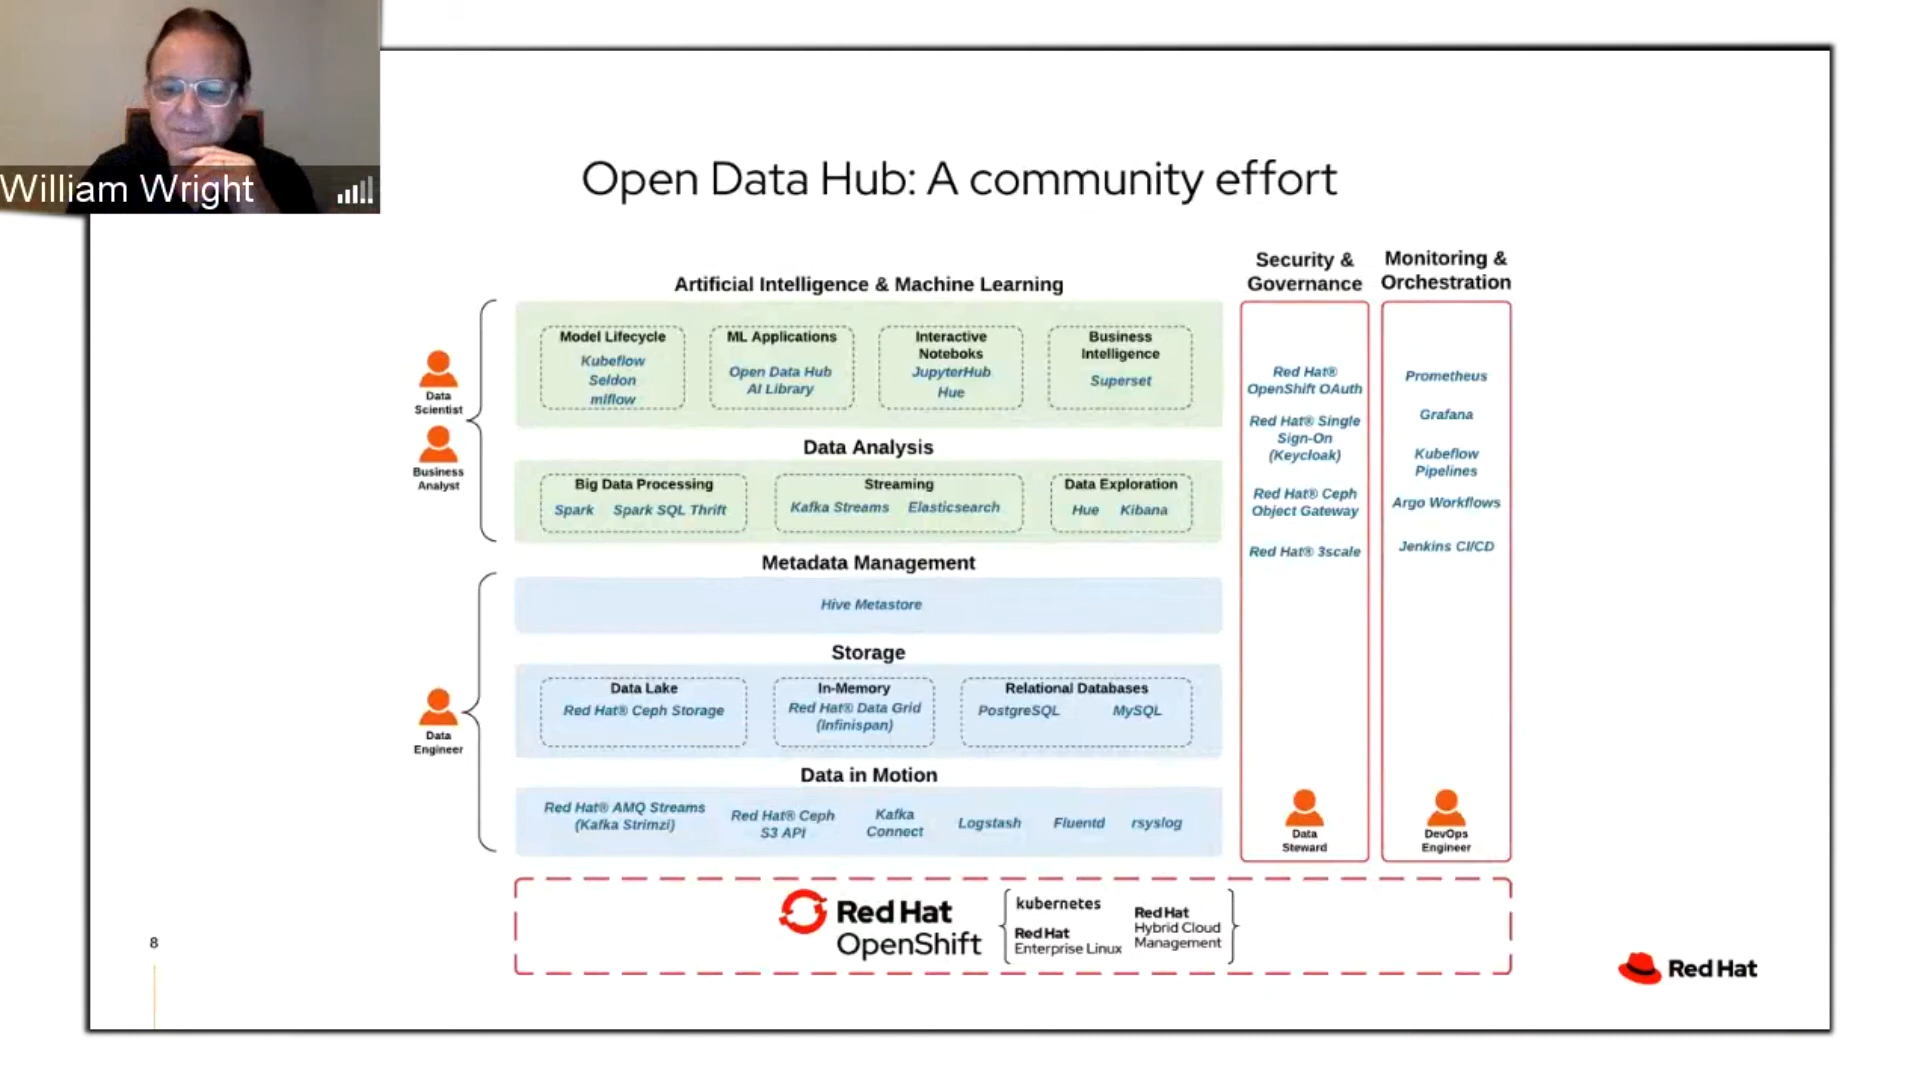 William Wright
Open Data Hub: A community effort
Artificial Intelligence & Machine Learning
Model Lifecycle
Kubeflow
Seldon
mlflow
ML Applications
Open Data Hub
AI Library
Interactive
Noteboks
JupyterHub
Hue
Business
Intelligence
Superset
Data
Scientist
Business
Analyst
Data Analysis
Big Data Processing
Spark Spark SQL Thrift
Streaming
Kafka Streams Elasticsearch
Data Exploration
Hue Kibana
Metadata Management
Hive Metastore
Storage
Data Lake
Red Hat® Ceph Storage
In-Memory
Red Hat® Data Grid
(Infinispan)
Relational Databases
PostgreSQL MySQL
Data
Engineer
Data in Motion
Red Hat® AMQ Streams
(Kafka Strimzi)
Red Hat® Ceph
S3 API
Kafka
Connect
Logstash
Fluentd
rsyslog
Security &
Governance
Red Hat®
OpenShift OAuth
Red Hat® Single
Sign-On
(Keycloak)
Red Hat® Ceph
Object Gateway
Red Hat® 3scale
Data
Steward
Monitoring &
Orchestration
Prometheus
Grafana
Kubeflow
Pipelines
Argo Workflows
Jenkins CI/CD
DevOps
Engineer
Red Hat
OpenShift
kubernetes
Red Hat
Enterprise Linux
Red Hat
Hybrid Cloud
Management
8
Red Hat